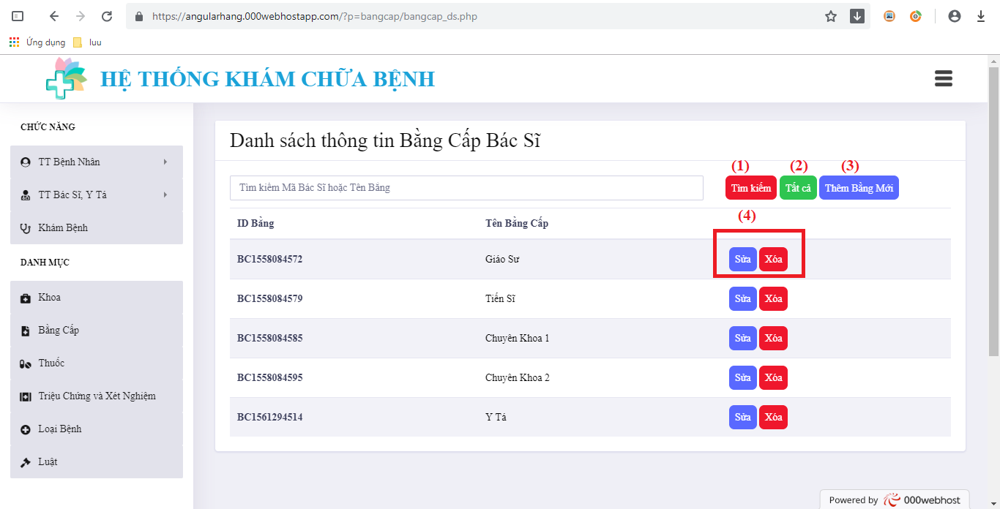 https://angularhang.000webhostapp.com/?p=bangcap/bangcap_ds.php
Ứng dụng luu
HỆ THỐNG KHÁM CHỮA BỆNH
CHỨC NĂNG
TT Bệnh Nhân
TT Bác Sĩ, Y Tá
Khám Bệnh
DANH MỤC
Khoa
Bằng Cấp
Thuốc
Triệu Chứng và Xét Nghiệm
Loại Bệnh
Luật
Danh sách thông tin Bằng Cấp Bác Sĩ
(1) (2) (3)
Tìm kiếm Mã Bác Sĩ hoặc Tên Bằng Tìm kiếm Tất cả Thêm Bằng Mới
(4)
ID Bằng Tên Bằng Cấp
BC1558084572 Giáo Sư Sửa Xóa
BC1558084579 Tiến Sĩ Sửa Xóa
BC1558084585 Chuyên Khoa 1 Sửa Xóa
BC1558084595 Chuyên Khoa 2 Sửa Xóa
BC1561294514 Y Tá Sửa Xóa
Powered by 000webhost